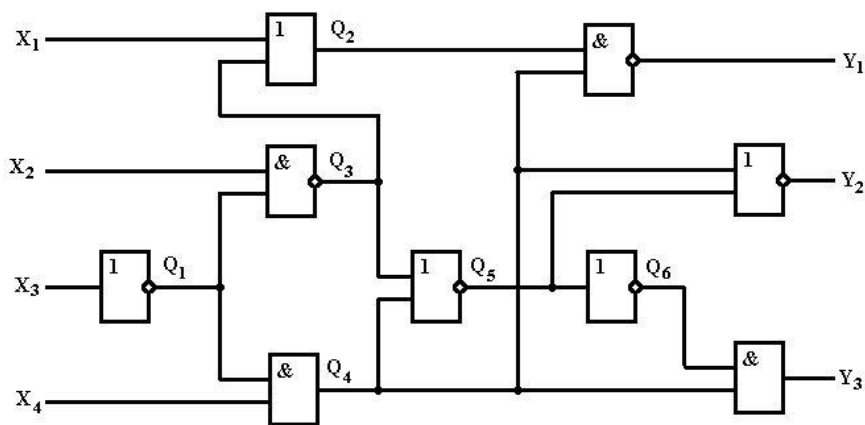 X1 1 Q2 & Y1
X2 & Q3 1 Y2
X3 1 Q1 1 Q5 1 Q6
X4 & Q4 & Y3